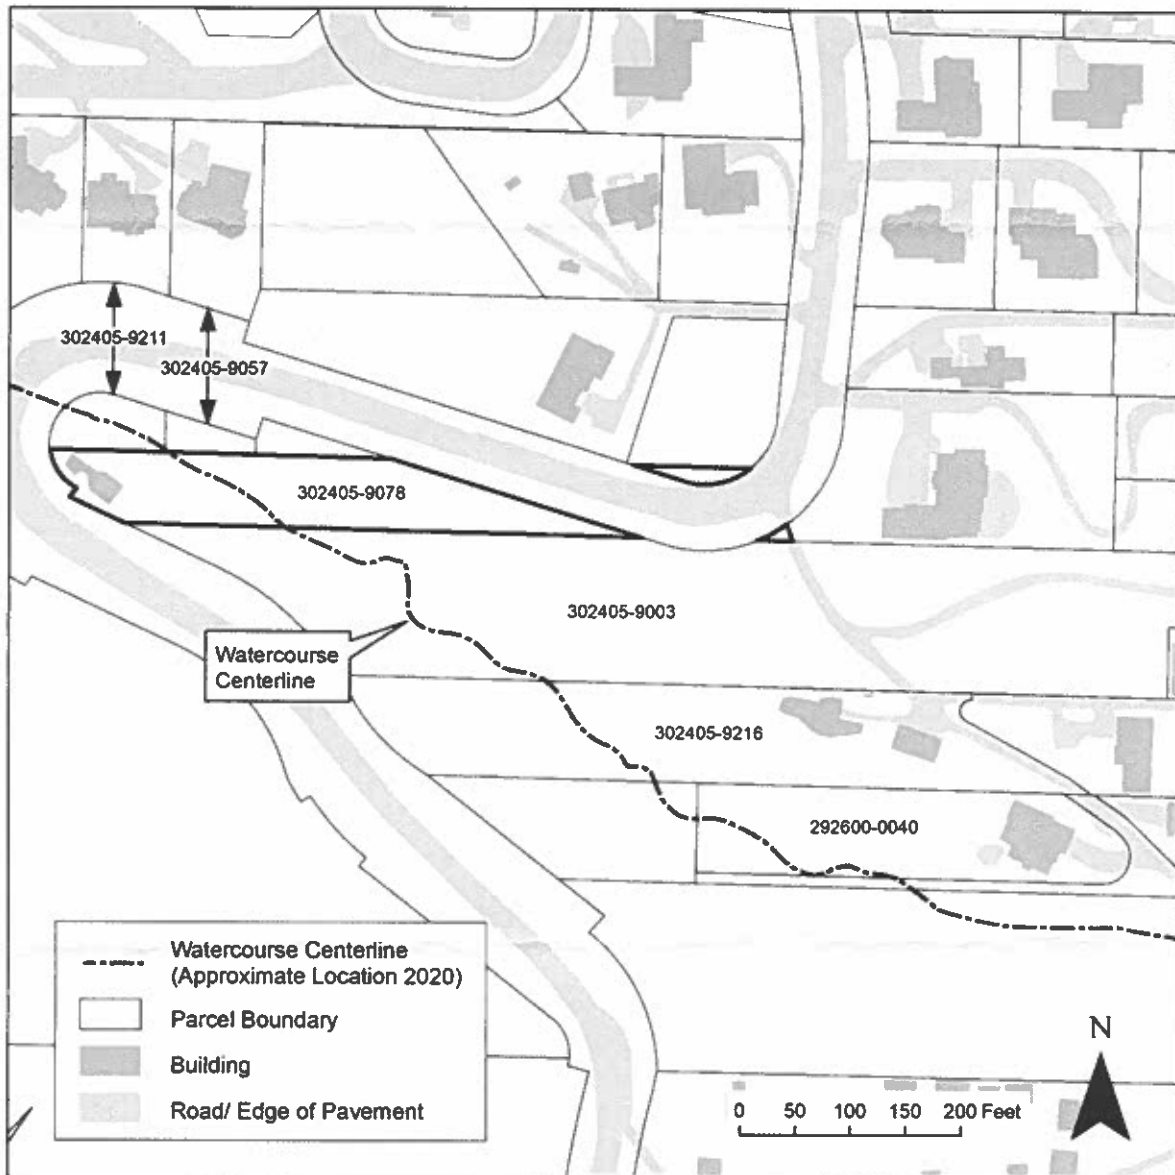 302405-9211
302405-9057
302405-9078
302405-9003
Watercourse
Centerline
302405-9216
292600-0040
Watercourse Centerline
(Approximate Location 2020)
Parcel Boundary
Building
Road/ Edge of Pavement
N
0 50 100 150 200 Feet